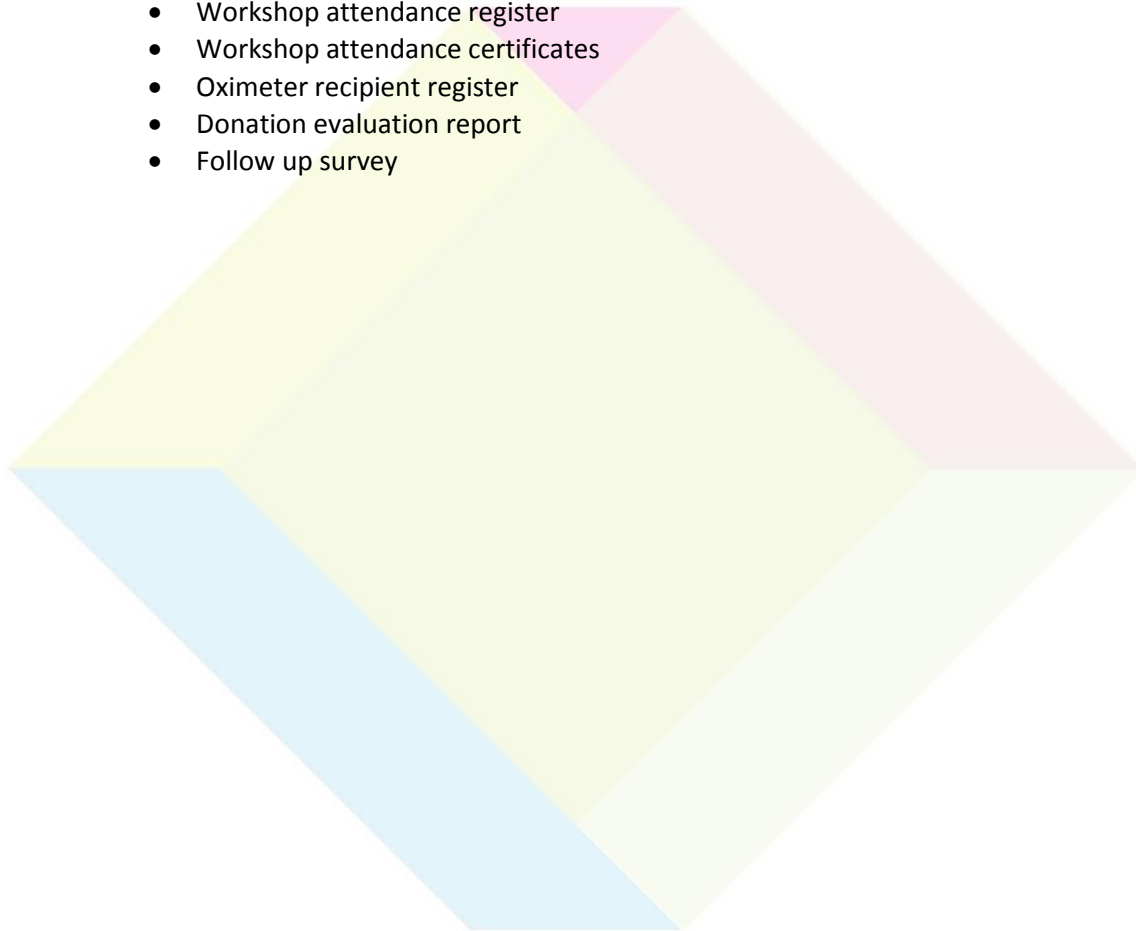 • Workshop attendance register
• Workshop attendance certificates
• Oximeter recipient register
• Donation evaluation report
• Follow up survey